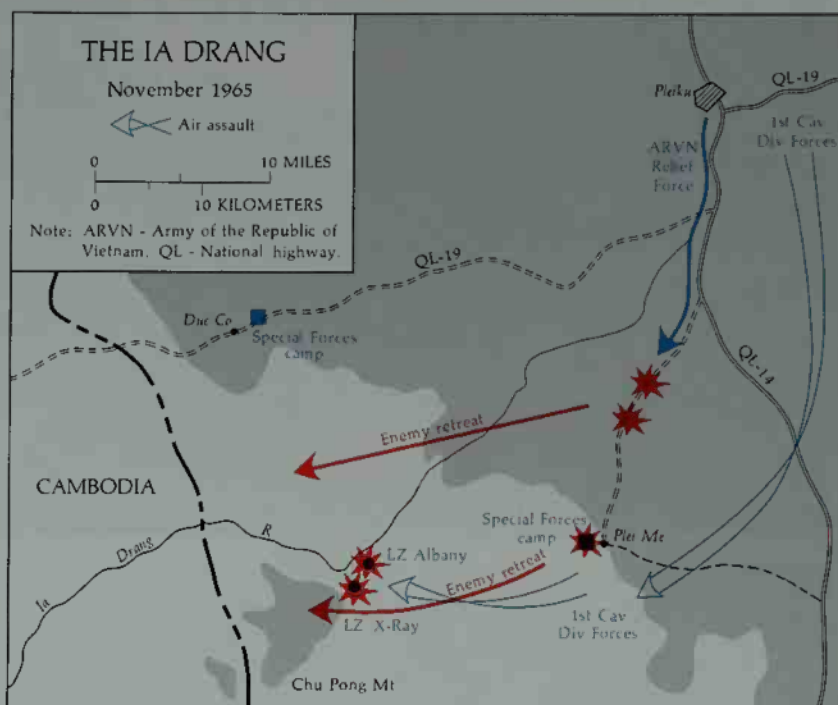 THE IA DRANG
November 1965
Air assault
0 10 MILES
0 10 KILOMETERS
Note: ARVN - Army of the Republic of
Vietnam. QL - National highway.
Pleiku
QL-19
1st Cav
Div Forces
ARVN
Relief
Force
QL-19
Duc Co
Special Forces
camp
QL-14
Enemy retreat
CAMBODIA
Special Forces
camp
Plei Me
Ia Drang R
LZ Albany
Enemy retreat
LZ X-Ray
1st Cav
Div Forces
Chu Pong Mt